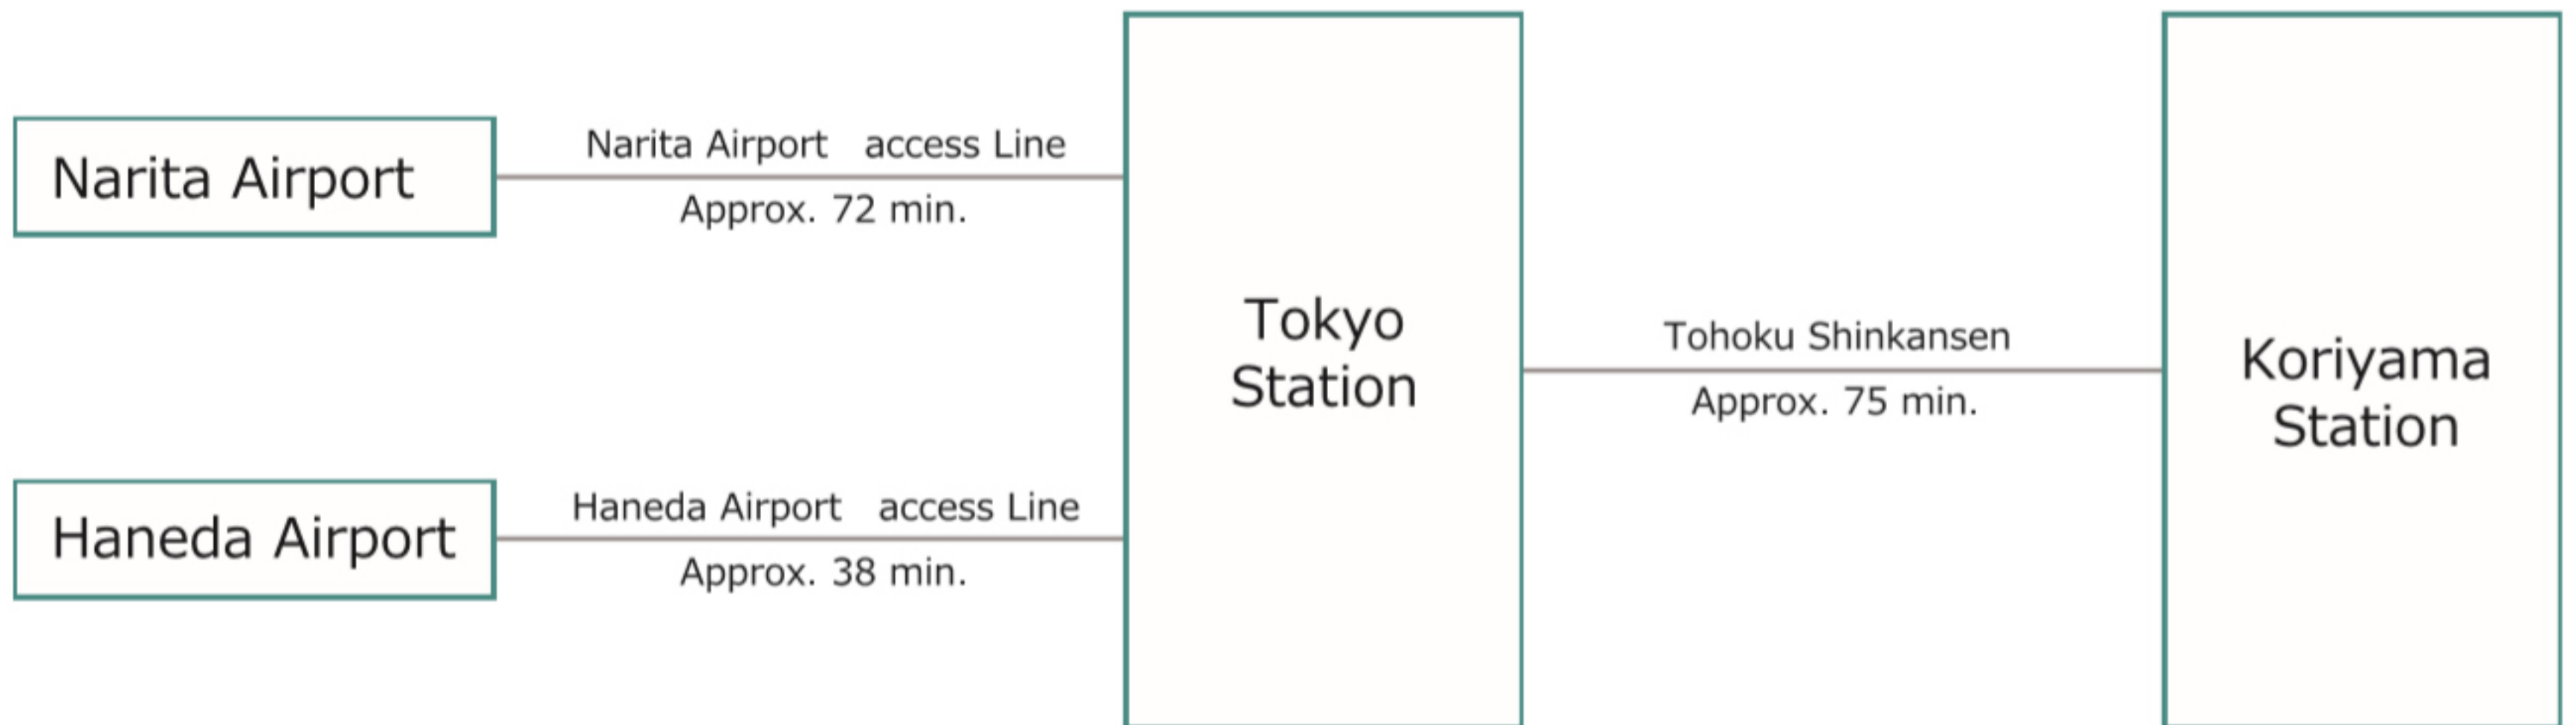 Narita Airport
Narita Airport access Line
Approx. 72 min.
Haneda Airport
Haneda Airport access Line
Approx. 38 min.
Tokyo
Station
Tohoku Shinkansen
Approx. 75 min.
Koriyama
Station